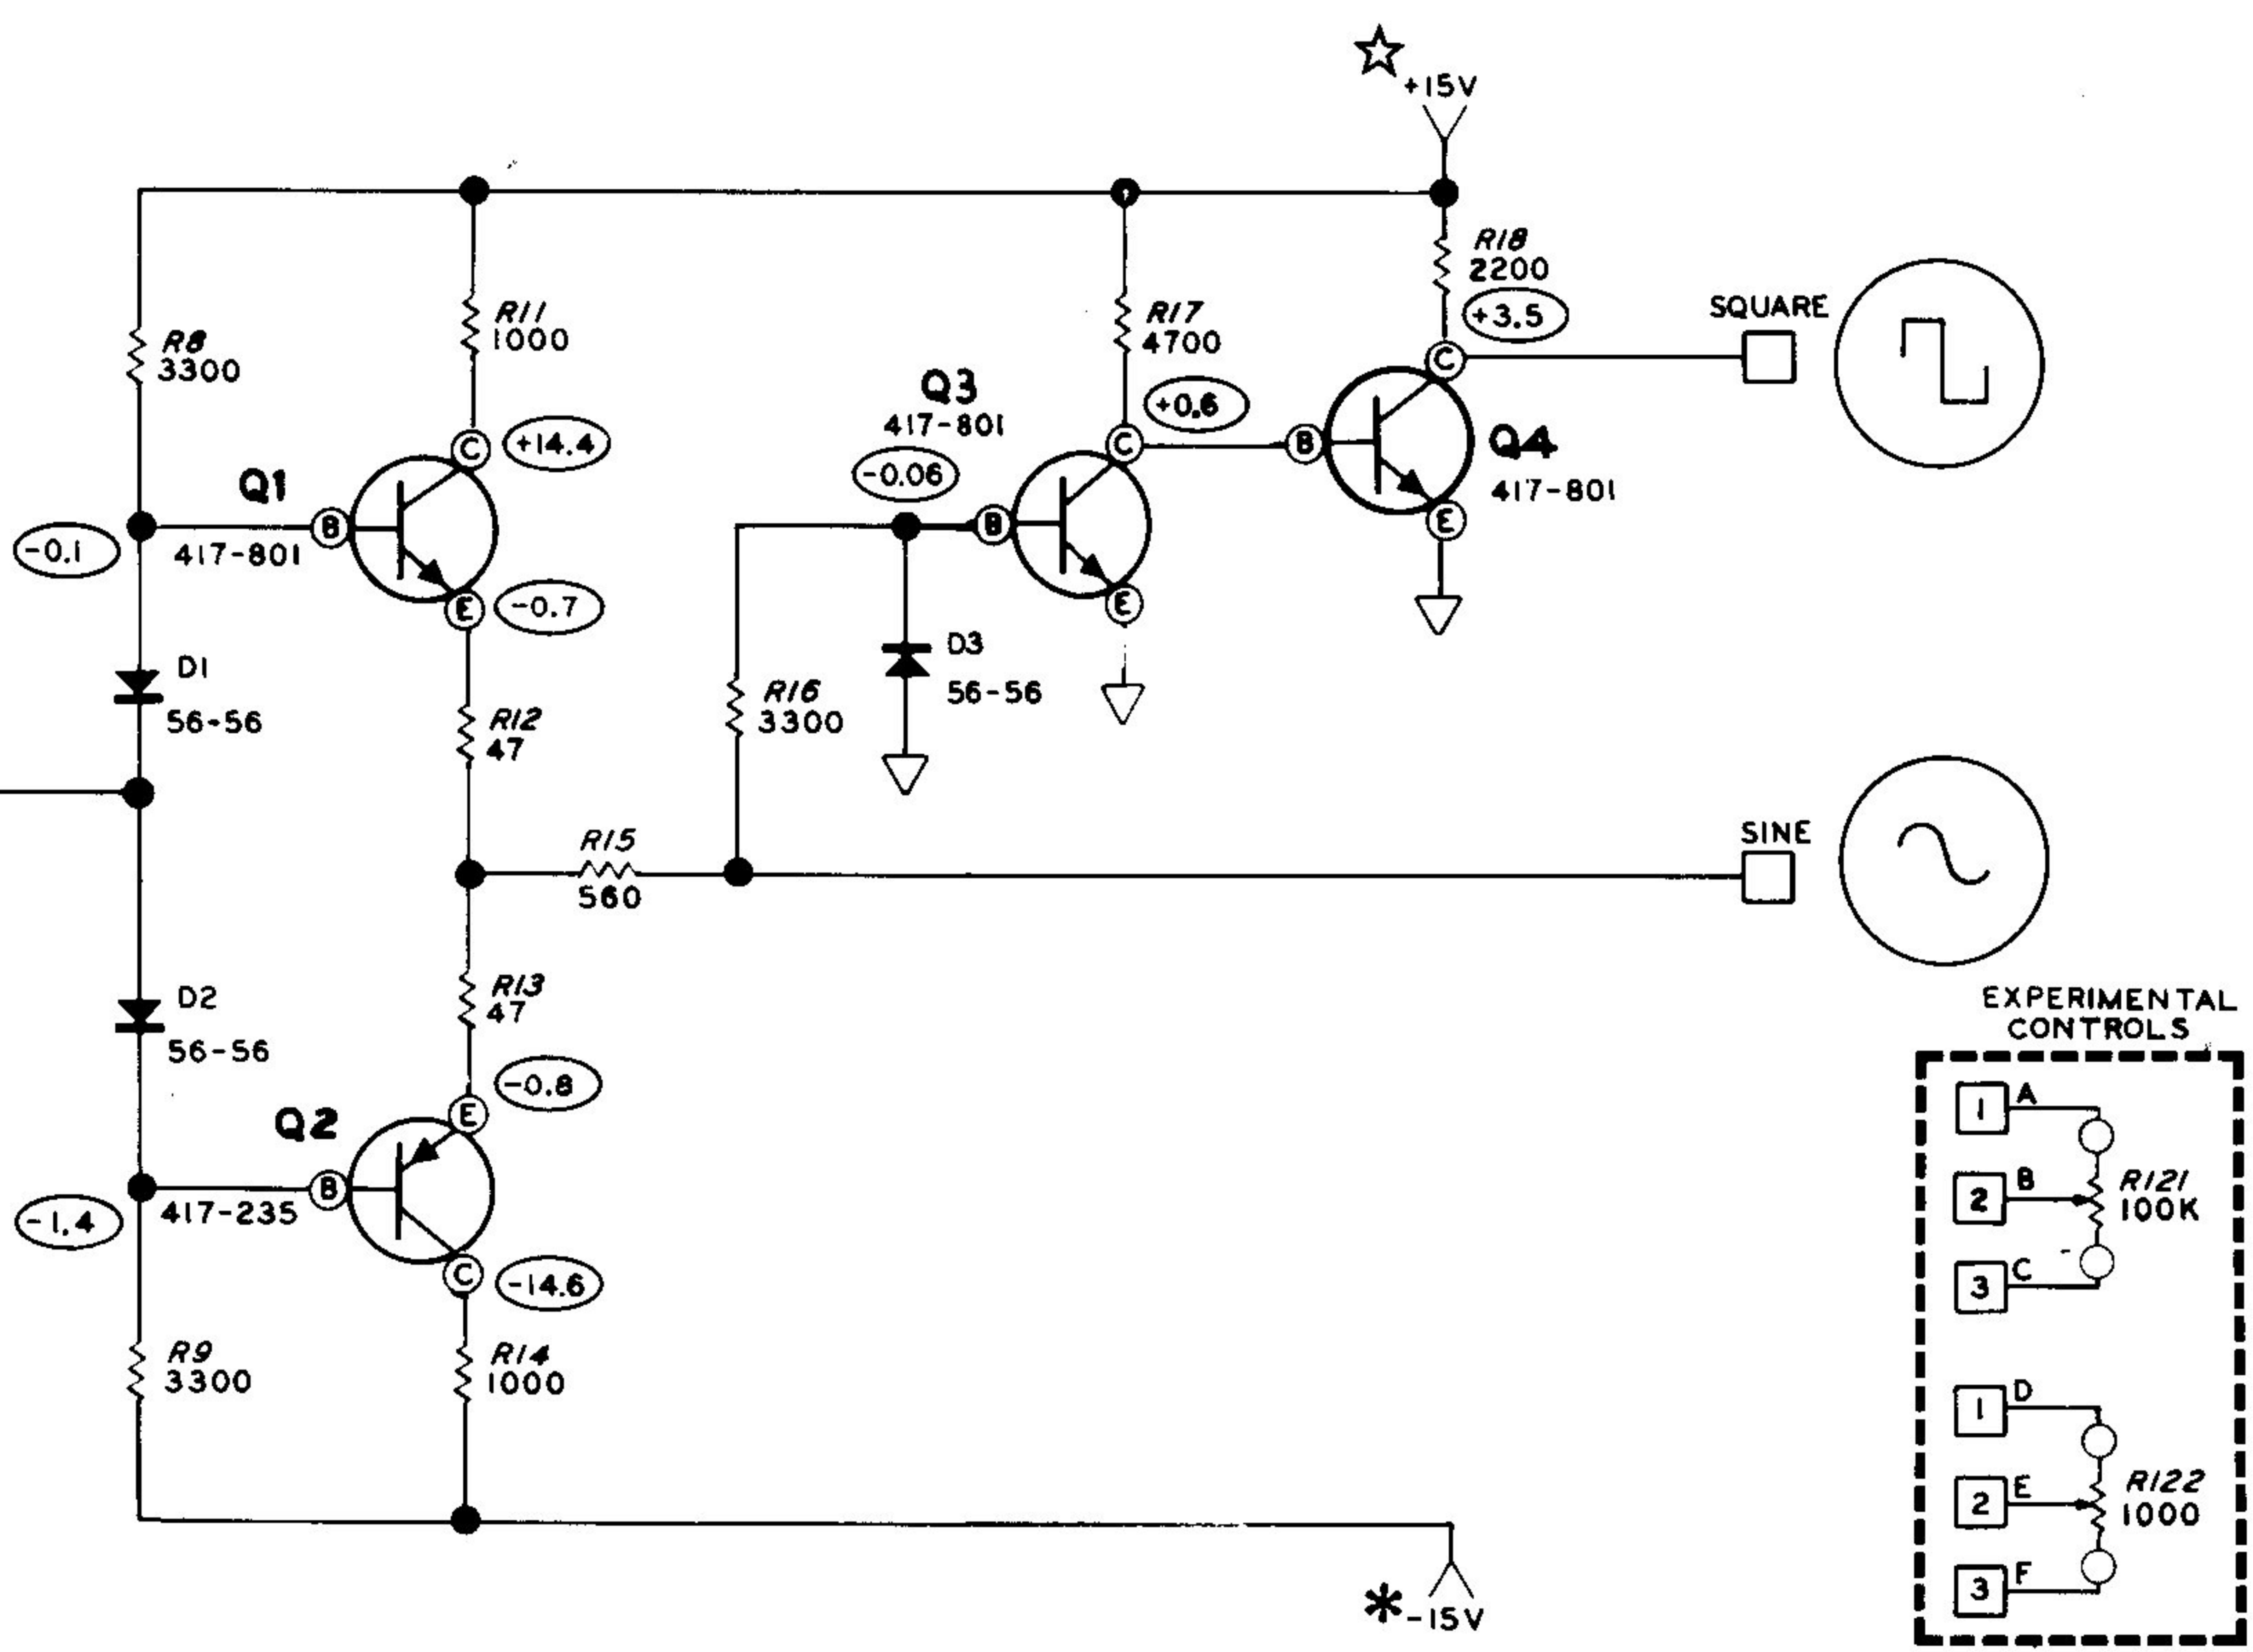 ☆
+15V
R18
2200
+3.5
SQUARE
R11
1000
R17
4700
R8
3300
Q3
417-801
+0.6
C
Q1
+14.4
C
C
-0.06
B
Q4
417-801
-0.1
B
417-801
B
E
E
-0.7
E
D3
56-56
D1
56-56
R16
3300
R12
47
R15
560
SINE
R13
47
D2
56-56
EXPERIMENTAL
CONTROLS
-0.8
E
Q2
B
417-235
-1.4
C
-14.6
R9
3300
R14
1000
1 A
2 B
R121
100K
3 C
1 D
2 E
R122
1000
3 F
*-15V